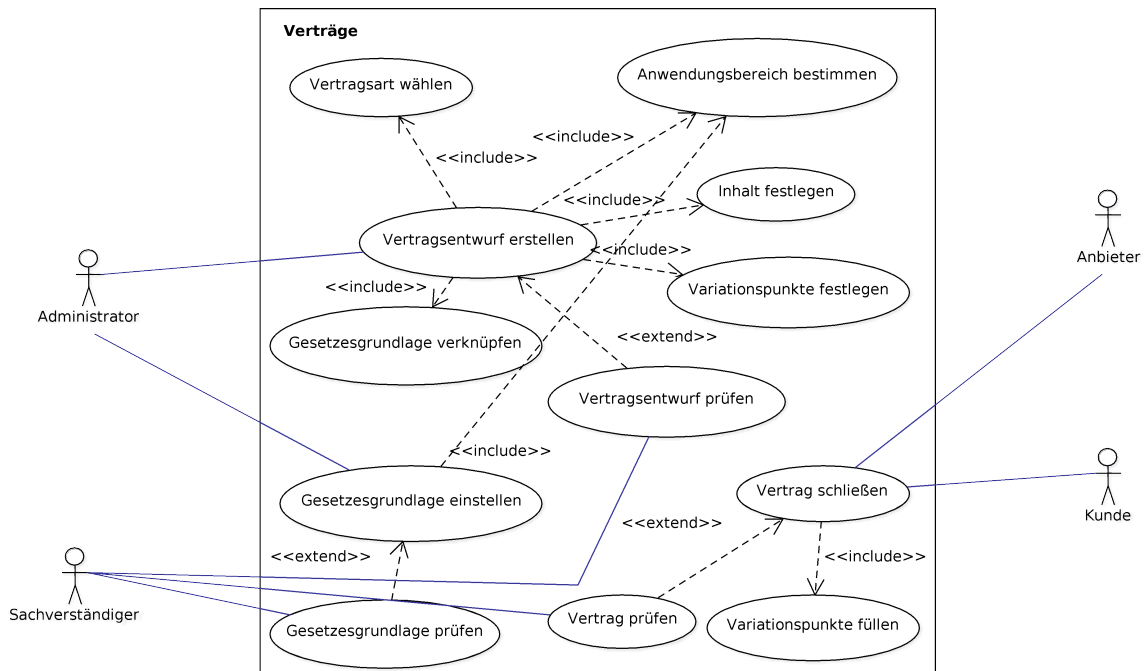 Verträge
Vertragsart wählen
Anwendungsbereich bestimmen
<<include>>
<<include>>
Inhalt festlegen
<<include>>
Vertragsentwurf erstellen
<<include>>
Anbieter
Variationspunkte festlegen
<<include>>
Administrator
Gesetzesgrundlage verknüpfen
<<extend>>
Vertragsentwurf prüfen
<<include>>
Gesetzesgrundlage einstellen
Vertrag schließen
Kunde
<<extend>>
<<extend>>
<<include>>
Sachverständiger
Gesetzesgrundlage prüfen
Vertrag prüfen
Variationspunkte füllen